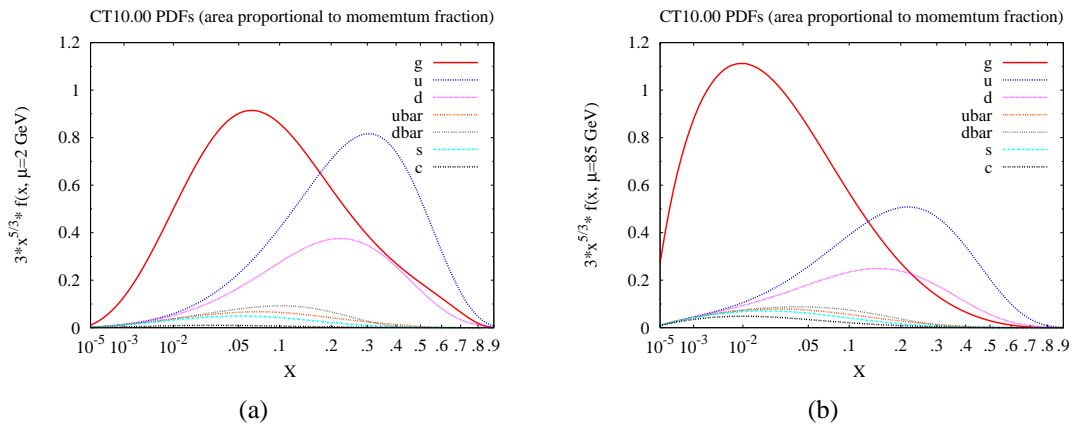 CT10.00 PDFs (area proportional to momemtum fraction)
3*x^5/3* f(x, μ=2 GeV)
1.2
1
0.8
0.6
0.4
0.2
0
g
u
d
ubar
dbar
s
c
10^-5 10^-3 10^-2 .05 .1 .2 .3 .4 .5 .6 .7 .8 .9
X
(a)
CT10.00 PDFs (area proportional to momemtum fraction)
3*x^5/3* f(x, μ=85 GeV)
1.2
1
0.8
0.6
0.4
0.2
0
g
u
d
ubar
dbar
s
c
10^-5 10^-3 10^-2 .1 .2 .3 .4 .5 .6 .7 .8 .9
X
(b)